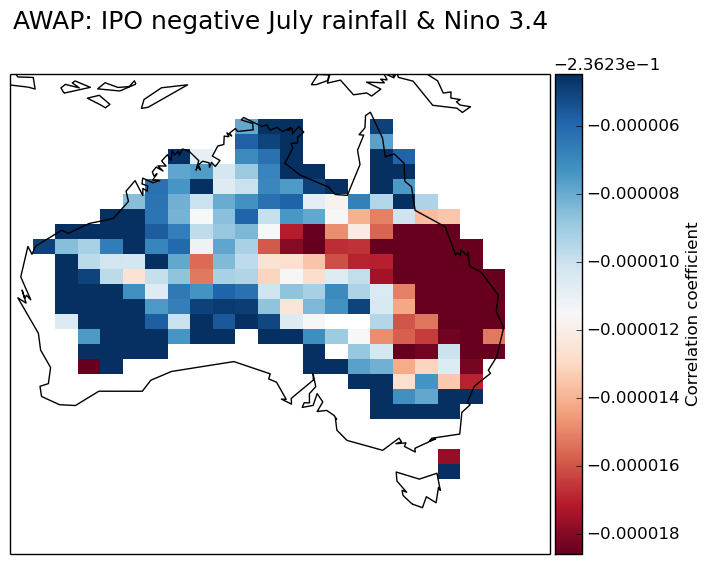 AWAP: IPO negative July rainfall & Nino 3.4
−2.3623e−1
−0.000006
−0.000008
−0.000010
−0.000012
−0.000014
−0.000016
−0.000018
Correlation coefficient